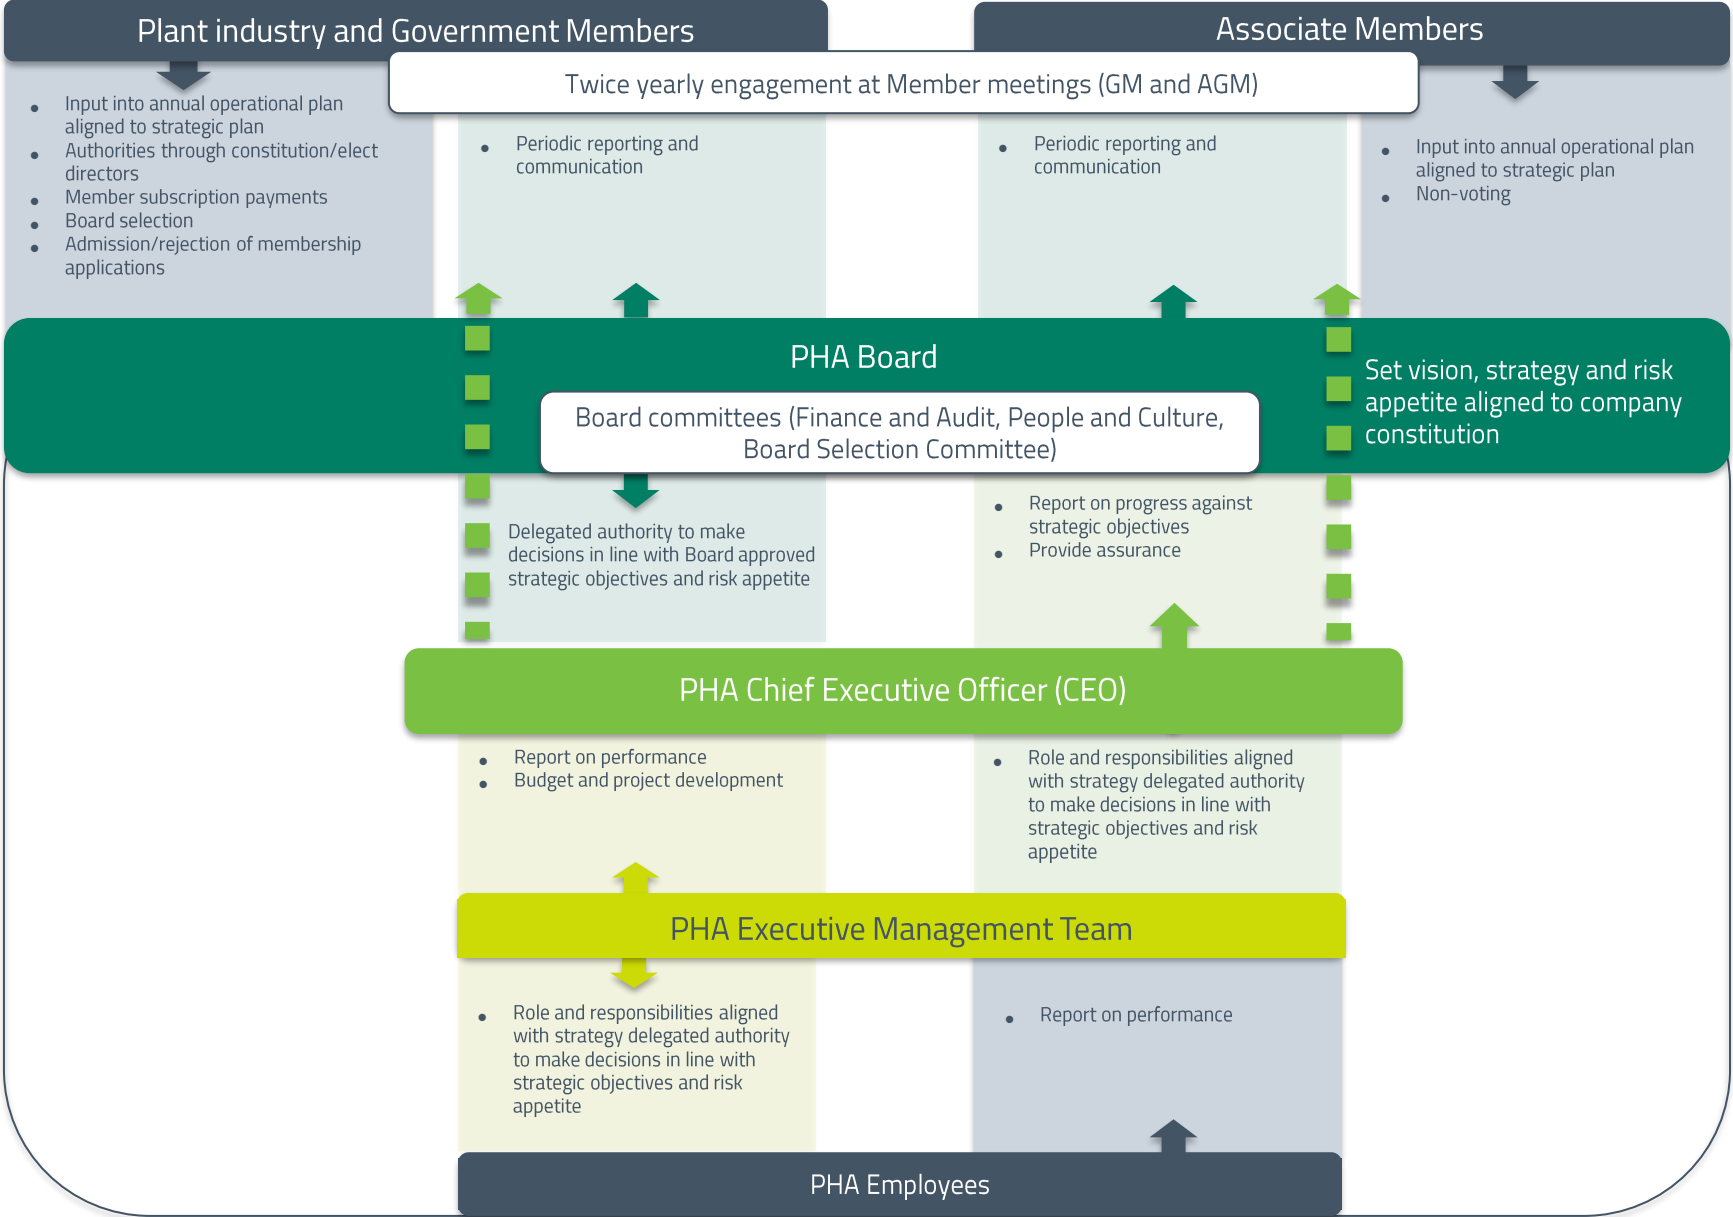 Plant industry and Government Members
Associate Members
Twice yearly engagement at Member meetings (GM and AGM)
• Input into annual operational plan
aligned to strategic plan
• Authorities through constitution/elect
directors
• Member subscription payments
• Board selection
• Admission/rejection of membership
applications
• Periodic reporting and
communication
• Periodic reporting and
communication
• Input into annual operational plan
aligned to strategic plan
• Non-voting
PHA Board
Board committees (Finance and Audit, People and Culture,
Board Selection Committee)
Set vision, strategy and risk
appetite aligned to company
constitution
Delegated authority to make
decisions in line with Board approved
strategic objectives and risk appetite
• Report on progress against
strategic objectives
• Provide assurance
PHA Chief Executive Officer (CEO)
• Report on performance
• Budget and project development
• Role and responsibilities aligned
with strategy delegated authority
to make decisions in line with
strategic objectives and risk
appetite
PHA Executive Management Team
• Role and responsibilities aligned
with strategy delegated authority
to make decisions in line with
strategic objectives and risk
appetite
• Report on performance
PHA Employees